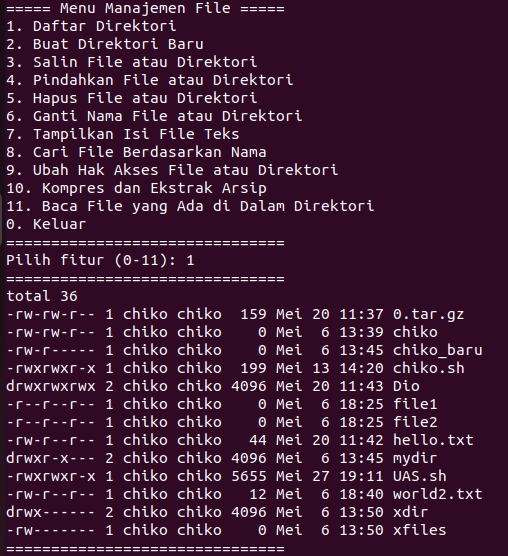 ===== Menu Manajemen File =====
1. Daftar Direktori
2. Buat Direktori Baru
3. Salin File atau Direktori
4. Pindahkan File atau Direktori
5. Hapus File atau Direktori
6. Ganti Nama File atau Direktori
7. Tampilkan Isi File Teks
8. Cari File Berdasarkan Nama
9. Ubah Hak Akses File atau Direktori
10. Kompres dan Ekstrak Arsip
11. Baca File yang Ada di Dalam Direktori
0. Keluar
===============================
Pilih fitur (0-11): 1
===============================
total 36
-rw-rw-r-- 1 chiko chiko  159 Mei 20 11:37 0.tar.gz
-rw-rw-r-- 1 chiko chiko    0 Mei  6 13:39 chiko
-rw-r----- 1 chiko chiko    0 Mei  6 13:45 chiko_baru
-rwxrwxr-x 1 chiko chiko  199 Mei 13 14:20 chiko.sh
drwxrwxrwx 2 chiko chiko 4096 Mei 20 11:43 Dio
-r--r--r-- 1 chiko chiko    0 Mei  6 18:25 file1
-r--r--r-- 1 chiko chiko    0 Mei  6 18:25 file2
-rw-r--r-- 1 chiko chiko   44 Mei 20 11:42 hello.txt
drwxr-x--- 2 chiko chiko 4096 Mei  6 13:45 mydir
-rwxrwxr-x 1 chiko chiko 5655 Mei 27 19:11 UAS.sh
-rw-r--r-- 1 chiko chiko   12 Mei  6 18:40 world2.txt
drwx------ 2 chiko chiko 4096 Mei  6 13:50 xdir
-rw------- 1 chiko chiko    0 Mei  6 13:50 xfiles
===============================